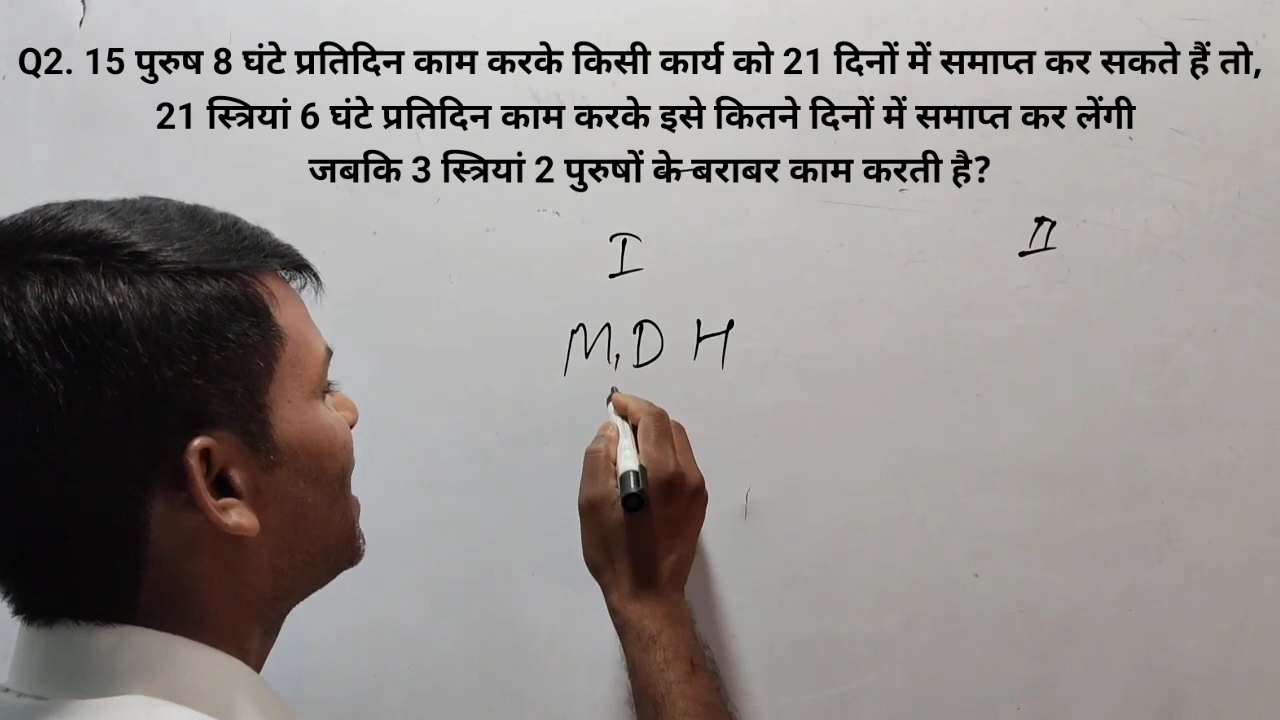 Q2. 15 पुरुष 8 घंटे प्रतिदिन काम करके किसी कार्य को 21 दिनों में समाप्त कर सकते हैं तो,
21 स्त्रियां 6 घंटे प्रतिदिन काम करके इसे कितने दिनों में समाप्त कर लेंगी
जबकि 3 स्त्रियां 2 पुरुषों के बराबर काम करती है?
I II
M₁D H